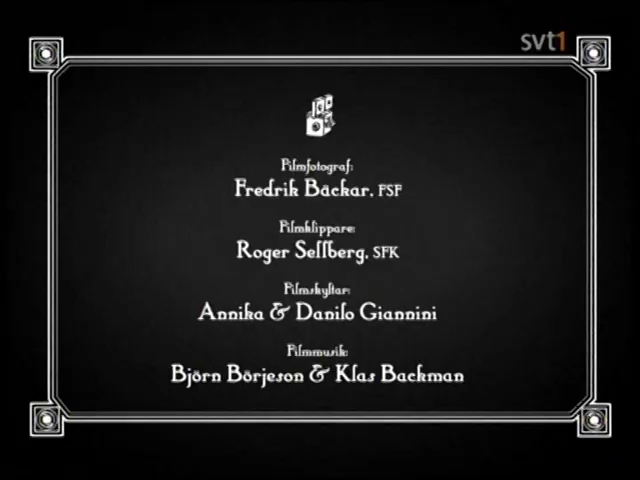 svt1
Filmfotograf:
Fredrik Bäckar, FSF
Filmklippare:
Roger Sellberg, SFK
Filmskyltar:
Annika & Danilo Giannini
Filmmusik:
Björn Börjeson & Klas Backman